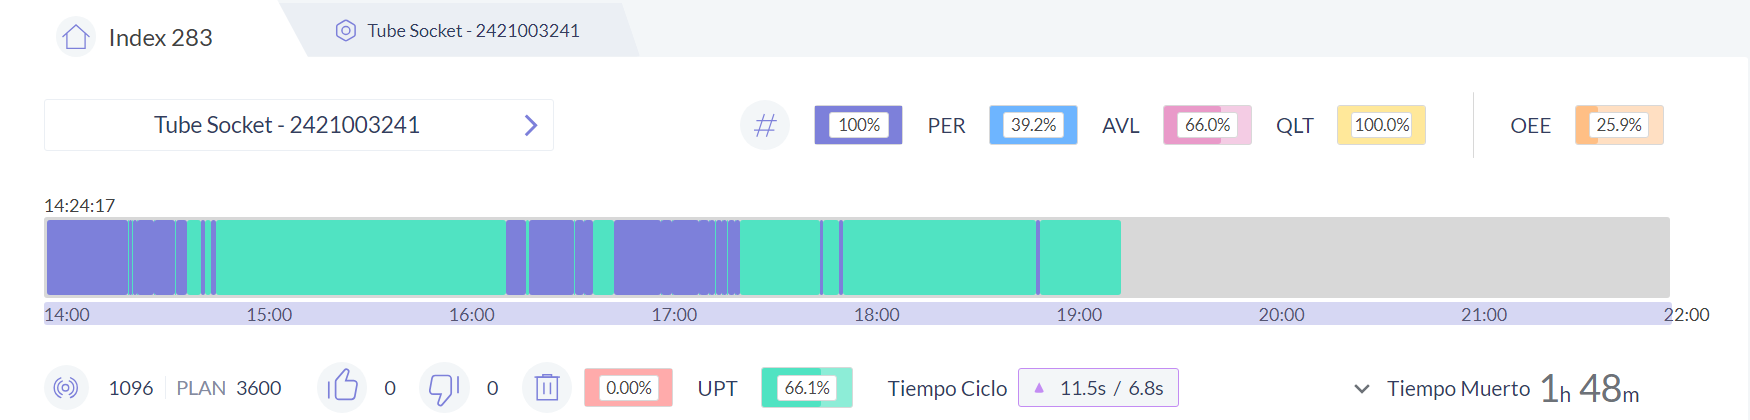 Index 283
Tube Socket - 2421003241
Tube Socket - 2421003241
# 100% PER 39.2% AVL 66.0% QLT 100.0% OEE 25.9%
14:24:17
14:00 15:00 16:00 17:00 18:00 19:00 20:00 21:00 22:00
1096 PLAN 3600 0 0 0.00% UPT 66.1% Tiempo Ciclo 11.5s / 6.8s Tiempo Muerto 1h 48m